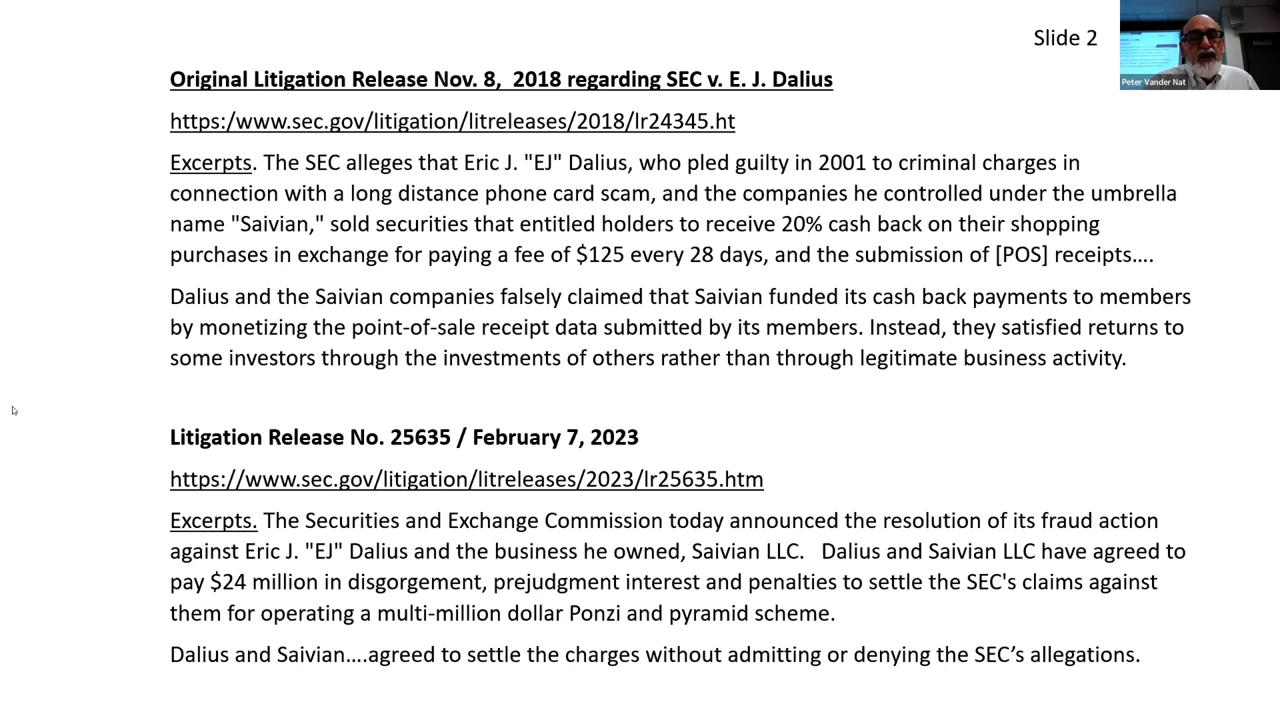 Slide 2
Peter Vander Nat
Original Litigation Release Nov. 8,  2018 regarding SEC v. E. J. Dalius
https:/www.sec.gov/litigation/litreleases/2018/lr24345.ht
Excerpts. The SEC alleges that Eric J. "EJ" Dalius, who pled guilty in 2001 to criminal charges in
connection with a long distance phone card scam, and the companies he controlled under the umbrella
name "Saivian," sold securities that entitled holders to receive 20% cash back on their shopping
purchases in exchange for paying a fee of $125 every 28 days, and the submission of [POS] receipts….
Dalius and the Saivian companies falsely claimed that Saivian funded its cash back payments to members
by monetizing the point-of-sale receipt data submitted by its members. Instead, they satisfied returns to
some investors through the investments of others rather than through legitimate business activity.
Litigation Release No. 25635 / February 7, 2023
https://www.sec.gov/litigation/litreleases/2023/lr25635.htm
Excerpts. The Securities and Exchange Commission today announced the resolution of its fraud action
against Eric J. "EJ" Dalius and the business he owned, Saivian LLC.   Dalius and Saivian LLC have agreed to
pay $24 million in disgorgement, prejudgment interest and penalties to settle the SEC's claims against
them for operating a multi-million dollar Ponzi and pyramid scheme.
Dalius and Saivian….agreed to settle the charges without admitting or denying the SEC’s allegations.